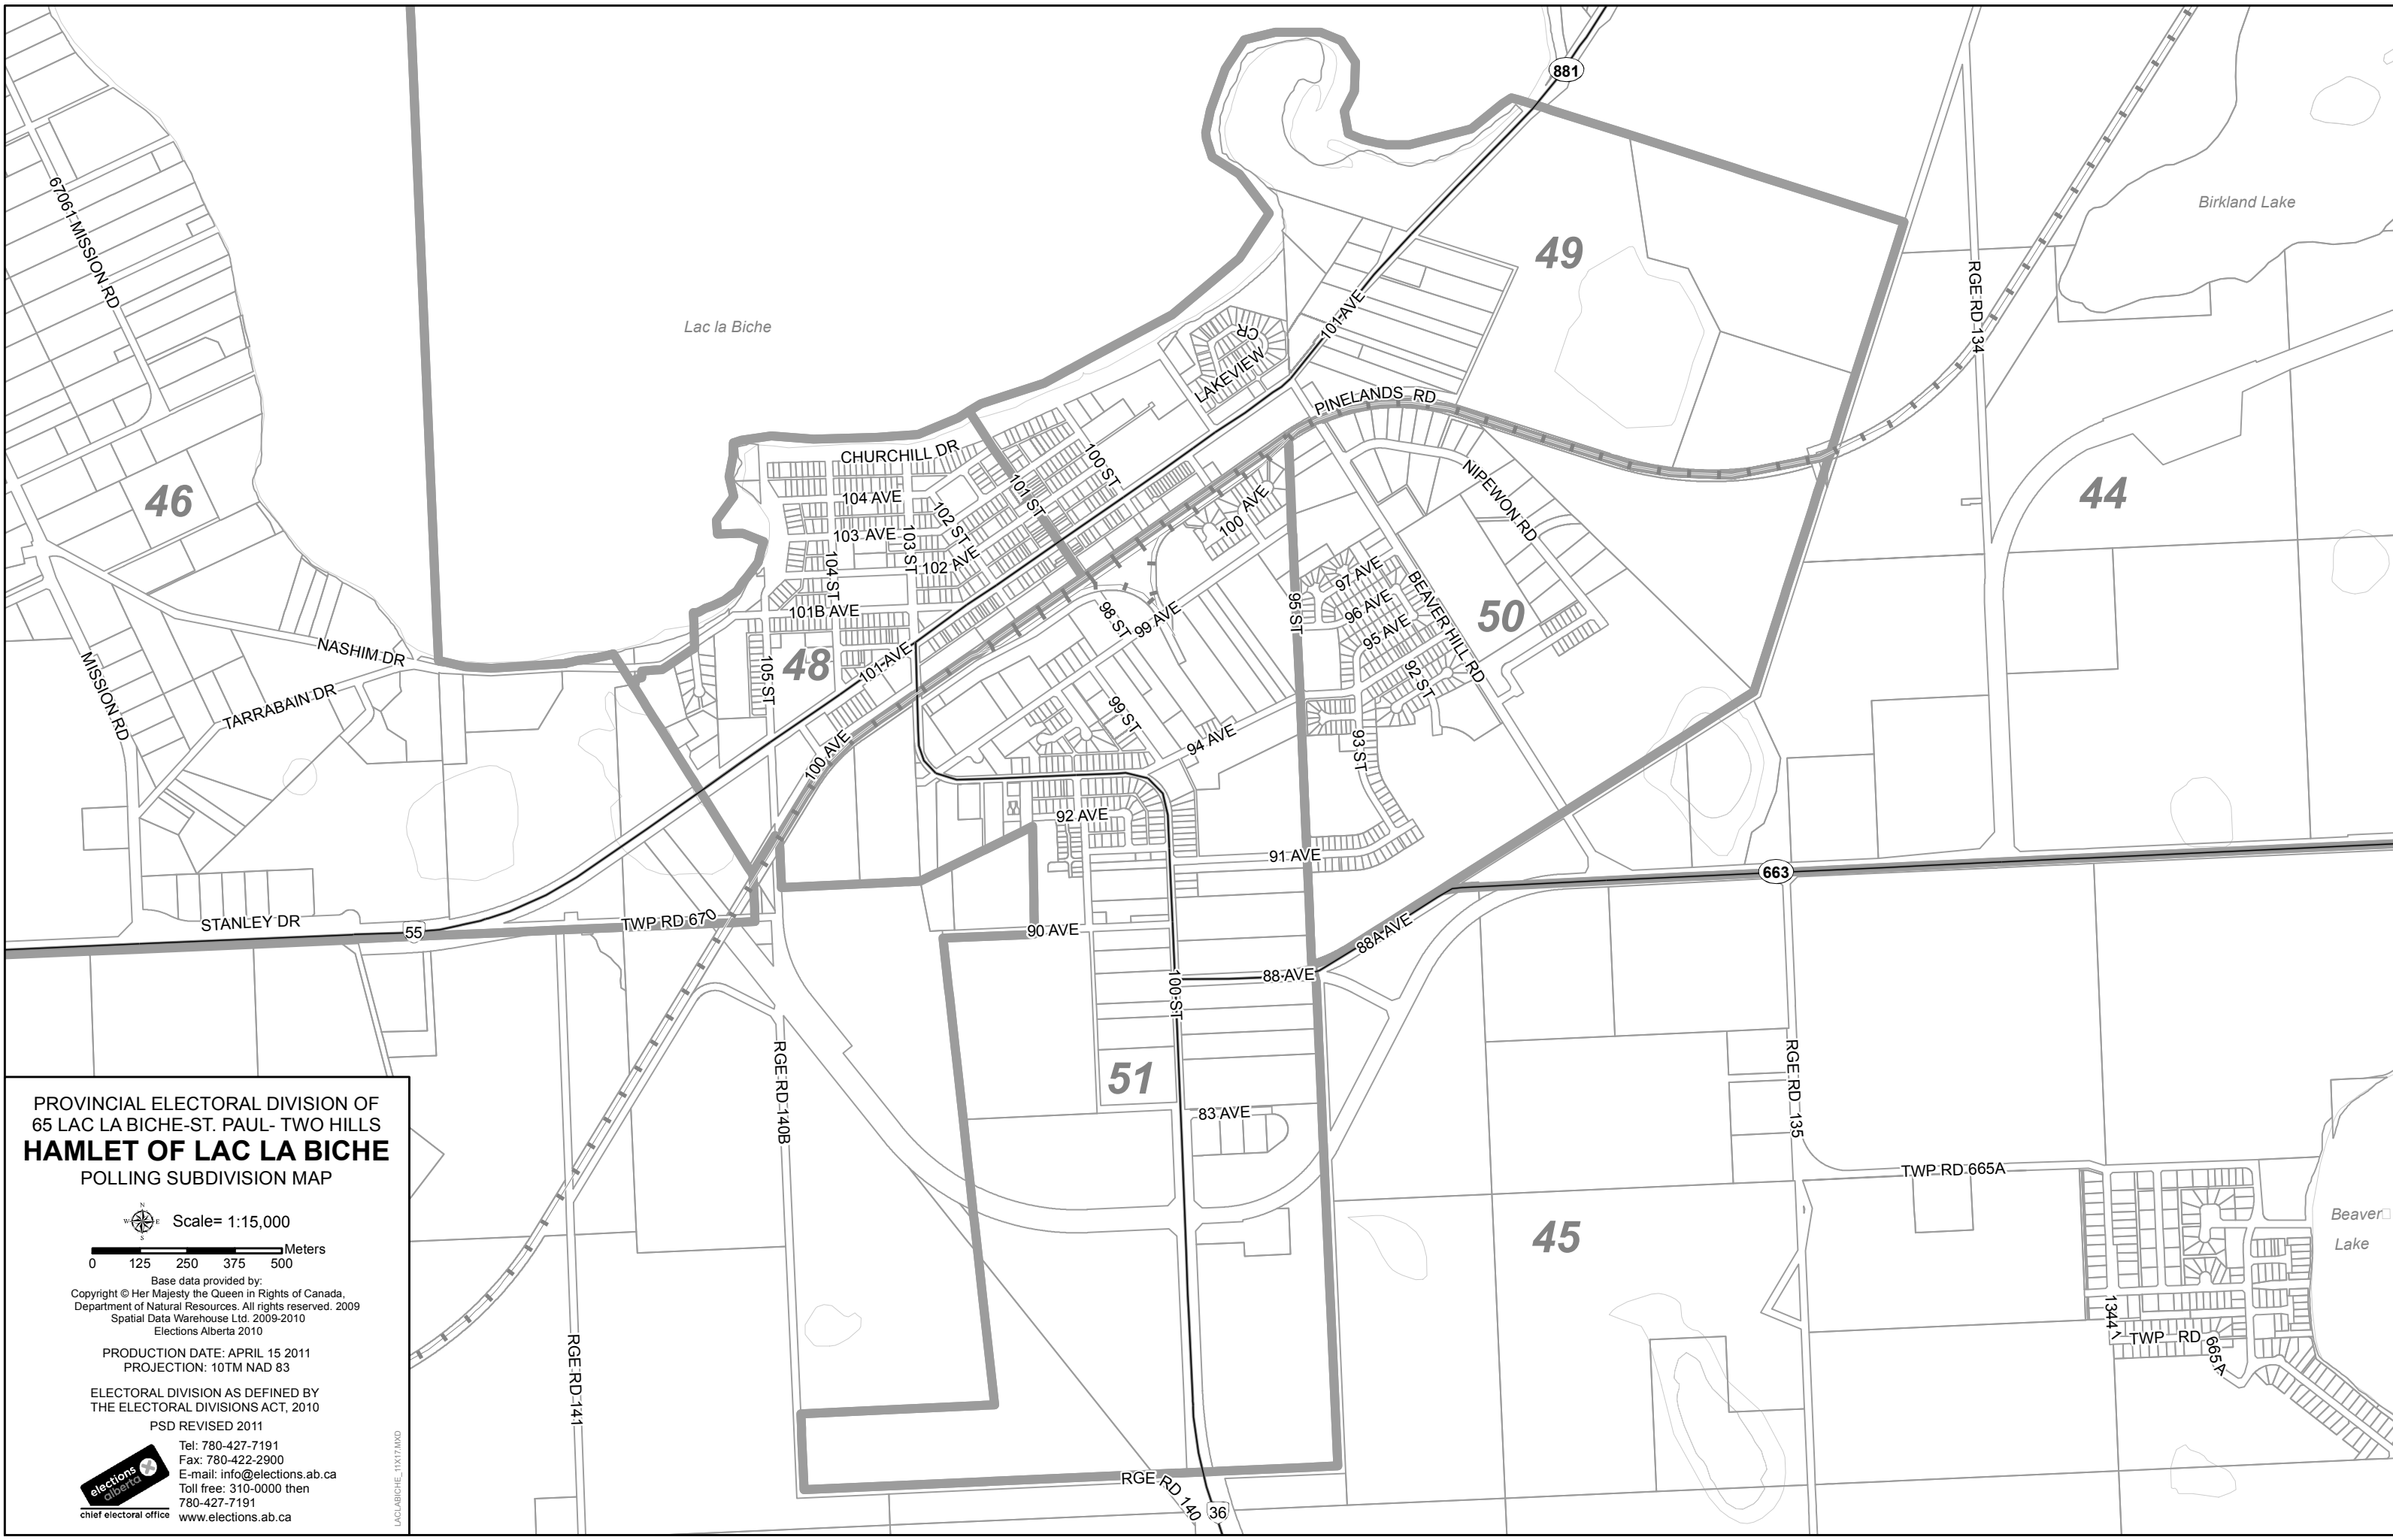 881
Birkland Lake
49
67061 MISSION RD
RGE RD 134
Lac la Biche
101 AVE
LAKEVIEW CR
PINELANDS RD
CHURCHILL DR
100 ST
46
104 AVE
101 ST
NIPEWON RD
44
102 ST
100 AVE
103 AVE
103 ST
104 ST
102 AVE
97 AVE
BEAVER HILL RD
95 ST
96 AVE
50
101B AVE
98 ST
99 AVE
95 AVE
NASHIM DR
MISSION RD
105 ST
48
101 AVE
92 ST
TARRABAIN DR
99 ST
94 AVE
93 ST
100 AVE
92 AVE
91 AVE
663
STANLEY DR
55
TWP RD 670
90 AVE
88A AVE
88 AVE
100 ST
51
RGE RD 140B
RGE RD 135
83 AVE
TWP RD 665A
45
Beaver
Lake
1344 A
TWP RD 665A
RGE RD 141
RGE RD 140
36
PROVINCIAL ELECTORAL DIVISION OF
65 LAC LA BICHE-ST. PAUL- TWO HILLS
HAMLET OF LAC LA BICHE
POLLING SUBDIVISION MAP
N
W E
S
Scale= 1:15,000
Meters
0 125 250 375 500
Base data provided by:
Copyright © Her Majesty the Queen in Rights of Canada,
Department of Natural Resources. All rights reserved. 2009
Spatial Data Warehouse Ltd. 2009-2010
Elections Alberta 2010
PRODUCTION DATE: APRIL 15 2011
PROJECTION: 10TM NAD 83
ELECTORAL DIVISION AS DEFINED BY
THE ELECTORAL DIVISIONS ACT, 2010
PSD REVISED 2011
elections
alberta
chief electoral office
Tel: 780-427-7191
Fax: 780-422-2900
E-mail: info@elections.ab.ca
Toll free: 310-0000 then
780-427-7191
www.elections.ab.ca
LACLABICHE_11X17.MXD